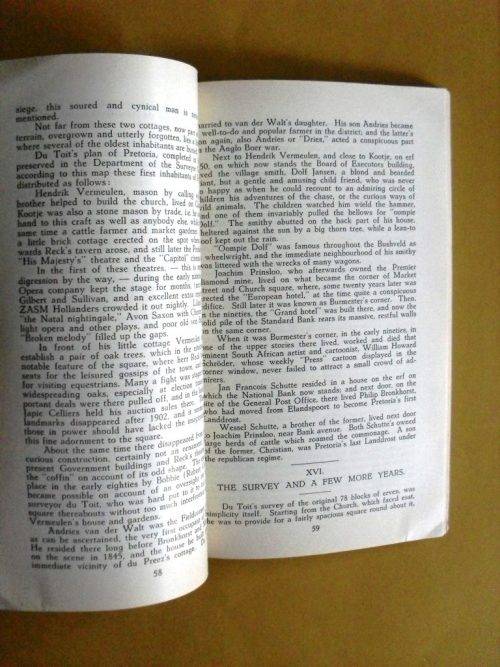 siege, this soured and cynical man is
mentioned.
Not far from these two cottages, now part
terrain, overgrown and utterly forgotten, lies a
where several of the oldest inhabitants are
Du Toit's plan of Pretoria, completed
preserved in the Department of the
according to this map these first inhabitants
distributed as follows:
Hendrik Vermeulen, mason by calling
brother helped to build the church, lived on
Kootje was also a stone mason by trade, i.e. he
hand to this craft as well as anybody else
same time a cattle farmer and market gardener
a little brick cottage erected on the spot
wards Reck's tavern arose, and still later the
"His Majesty's" theatre and the "Capitol"
In the first of these theatres, — this
digression by the way, — during the early
Opera company kept the stage for months,
Gilbert and Sullivan, and an excellent extra
ZASM Hollanders crowded it out nightly.
"the Natal nightingale," Avon Saxon with
light opera and other plays, and poor old
"Broken melody" filled up the gaps.
In front of his little cottage Vermeulen
establish a pair of oak trees, which in the
notable feature of the square, where herr
seats for the leisured gossips of the town,
for visiting equestrians. Many a fight was
widespreading oaks, especially at election
portant deals were pulled off, and in the
lapie Celliers held his auction sales there.
landmarks disappeared after 1902, and it
those in power should have lacked the
this fine adornment to the square.
About the same time there disappeared
curious construction, certainly not an
present Government buildings and Reck's
the "coffin" on account of its odd shape. The
place in the early eighties by Bobbie
became possible on account of an oversight
surveyor du Toit, who was hard put to it
square thereabouts without too much
Vermeulen's house and gardens.
Andries van der Walt was the Fieldcornet
as can be ascertained, the very first occupant
He resided there long before Bronkhorst
on the scene in 1845, and the house he
immediate vicinity of du Preez's cottage.
58
married to van der Walt's daughter. His son Andries became
well-to-do and popular farmer in the district; and the latter's
son again, also Andries or "Dries," acted a conspicuous part
the Anglo Boer war.
Next to Hendrik Vermeulen, and close to Kootje, on erf
50, on which now stands the Board of Executors building,
lived the village smith, Dolf Jansen, a blond and bearded
giant, but a gentle and amusing child friend, who was never
happy as when he could recount to an admiring circle of
children his adventures of the chase, or the curious ways of
wild animals. The children watched him wield the hammer,
and one of them invariably pulled the bellows for "oompie
Dolf." The smithy abutted on the back part of his house,
sheltered against the sun by a big thorn tree, while a lean-to
roof kept out the rain.
"Oompie Dolf" was famous throughout the Bushveld as
wheelwright, and the immediate neighbourhood of his smithy
was littered with the wrecks of many wagons.
Joachim Prinsloo, who afterwards owned the Premier
diamond mine, lived on what became the corner of Market
street and Church square, where, some twenty years later was
erected the "European hotel," at the time quite a conspicuous
edifice. Still later it was known as Burmester's corner. Then,
in the nineties, the "Grand hotel" was built there, and now the
solid pile of the Standard Bank rears its massive, restful walls
on the same corner.
When it was Burmester's corner, in the early nineties, in
one of the upper stories there lived, worked and died that
eminent South African artist and cartoonist, William Howard
Schröder, whose weekly "Press" cartoon displayed in the
corner window, never failed to attract a small crowd of ad-
mirers.
Jan Francois Schutte resided in a house on the erf on
which the National Bank now stands; and next door, on the
site of the General Post Office, there lived Philip Bronkhorst,
who had moved from Elandspoort to become Pretoria's first
Landdrost.
Wessel Schutte, a brother of the former, lived next door
to Joachim Prinsloo, near Bank avenue. Both Schutte's owned
large herds of cattle which roamed the commonage. A son
of the former, Christian, was Pretoria's last Landdrost under
the republican regime.
XVI.
THE SURVEY AND A FEW MORE YEARS.
Du Toit's survey of the original 78 blocks of erven, was
simplicity itself. Starting from the Church, which faced east,
he was to provide for a fairly spacious square round about it,
59